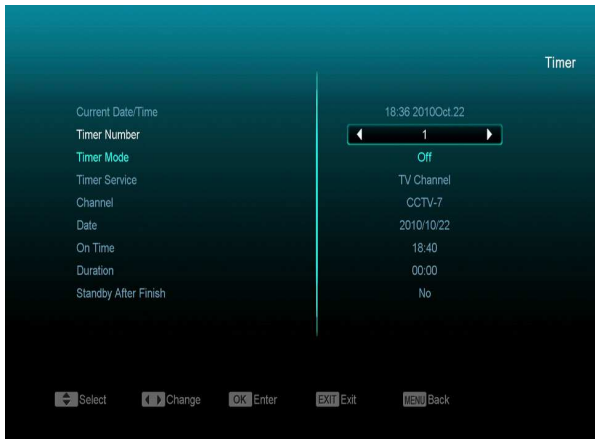 Timer
Current Date/Time 18:36 2010Oct.22
Timer Number 1
Timer Mode Off
Timer Service TV Channel
Channel CCTV-7
Date 2010/10/22
On Time 18:40
Duration 00:00
Standby After Finish No
Select Change OK Enter EXIT Exit MENU Back